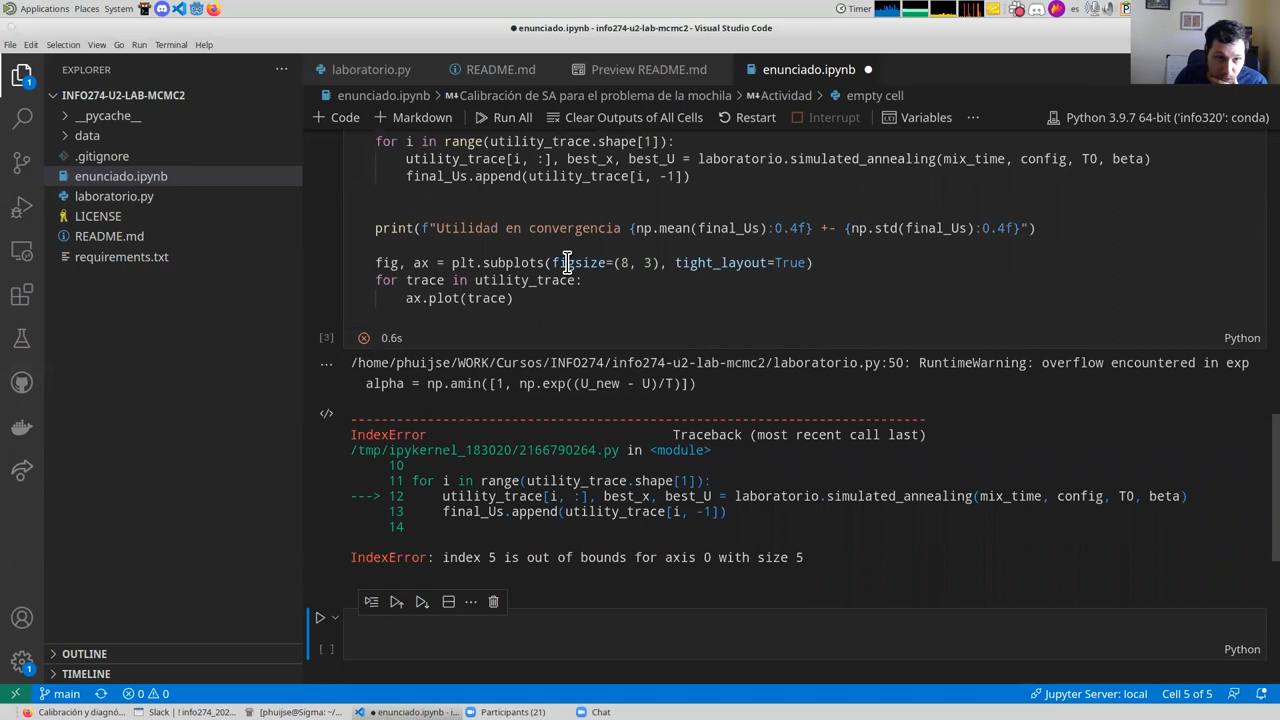 Applications Places System
Timer
es
enunciado.ipynb - info274-u2-lab-mcmc2 - Visual Studio Code
File Edit Selection View Go Run Terminal Help
EXPLORER
laboratorio.py
README.md
Preview README.md
enunciado.ipynb
INFO274-U2-LAB-MCMC2
enunciado.ipynb > Calibración de SA para el problema de la mochila > Actividad > empty cell
+ Code + Markdown Run All Clear Outputs of All Cells Restart Interrupt Variables ... Python 3.9.7 64-bit ('info320': conda)
__pycache__
data
.gitignore
enunciado.ipynb
laboratorio.py
LICENSE
README.md
requirements.txt
for i in range(utility_trace.shape[1]):
utility_trace[i, :], best_x, best_U = laboratorio.simulated_annealing(mix_time, config, T0, beta)
final_Us.append(utility_trace[i, -1])
print(f"Utilidad en convergencia {np.mean(final_Us):0.4f} +- {np.std(final_Us):0.4f}")
fig, ax = plt.subplots(figsize=(8, 3), tight_layout=True)
for trace in utility_trace:
ax.plot(trace)
[3] 0.6s Python
/home/phuijse/WORK/Cursos/INFO274/info274-u2-lab-mcmc2/laboratorio.py:50: RuntimeWarning: overflow encountered in exp
alpha = np.amin([1, np.exp((U_new - U)/T)])
---------------------------------------------------------------------------
IndexError Traceback (most recent call last)
/tmp/ipykernel_183020/2166790264.py in <module>
10
11 for i in range(utility_trace.shape[1]):
---> 12 utility_trace[i, :], best_x, best_U = laboratorio.simulated_annealing(mix_time, config, T0, beta)
13 final_Us.append(utility_trace[i, -1])
14
IndexError: index 5 is out of bounds for axis 0 with size 5
[ ] Python
OUTLINE
TIMELINE
main 0 0 Jupyter Server: local Cell 5 of 5
Calibración y diagnó... Slack | ! info274_202... [phuijse@Sigma: ~/... enunciado.ipynb - i... Participants (21) Chat